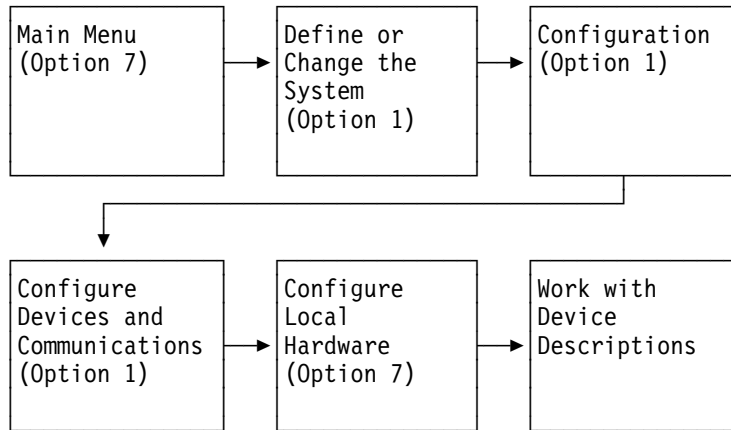 Main Menu
(Option 7)
Define or
Change the
System
(Option 1)
Configuration
(Option 1)
Configure
Devices and
Communications
(Option 1)
Configure
Local
Hardware
(Option 7)
Work with
Device
Descriptions